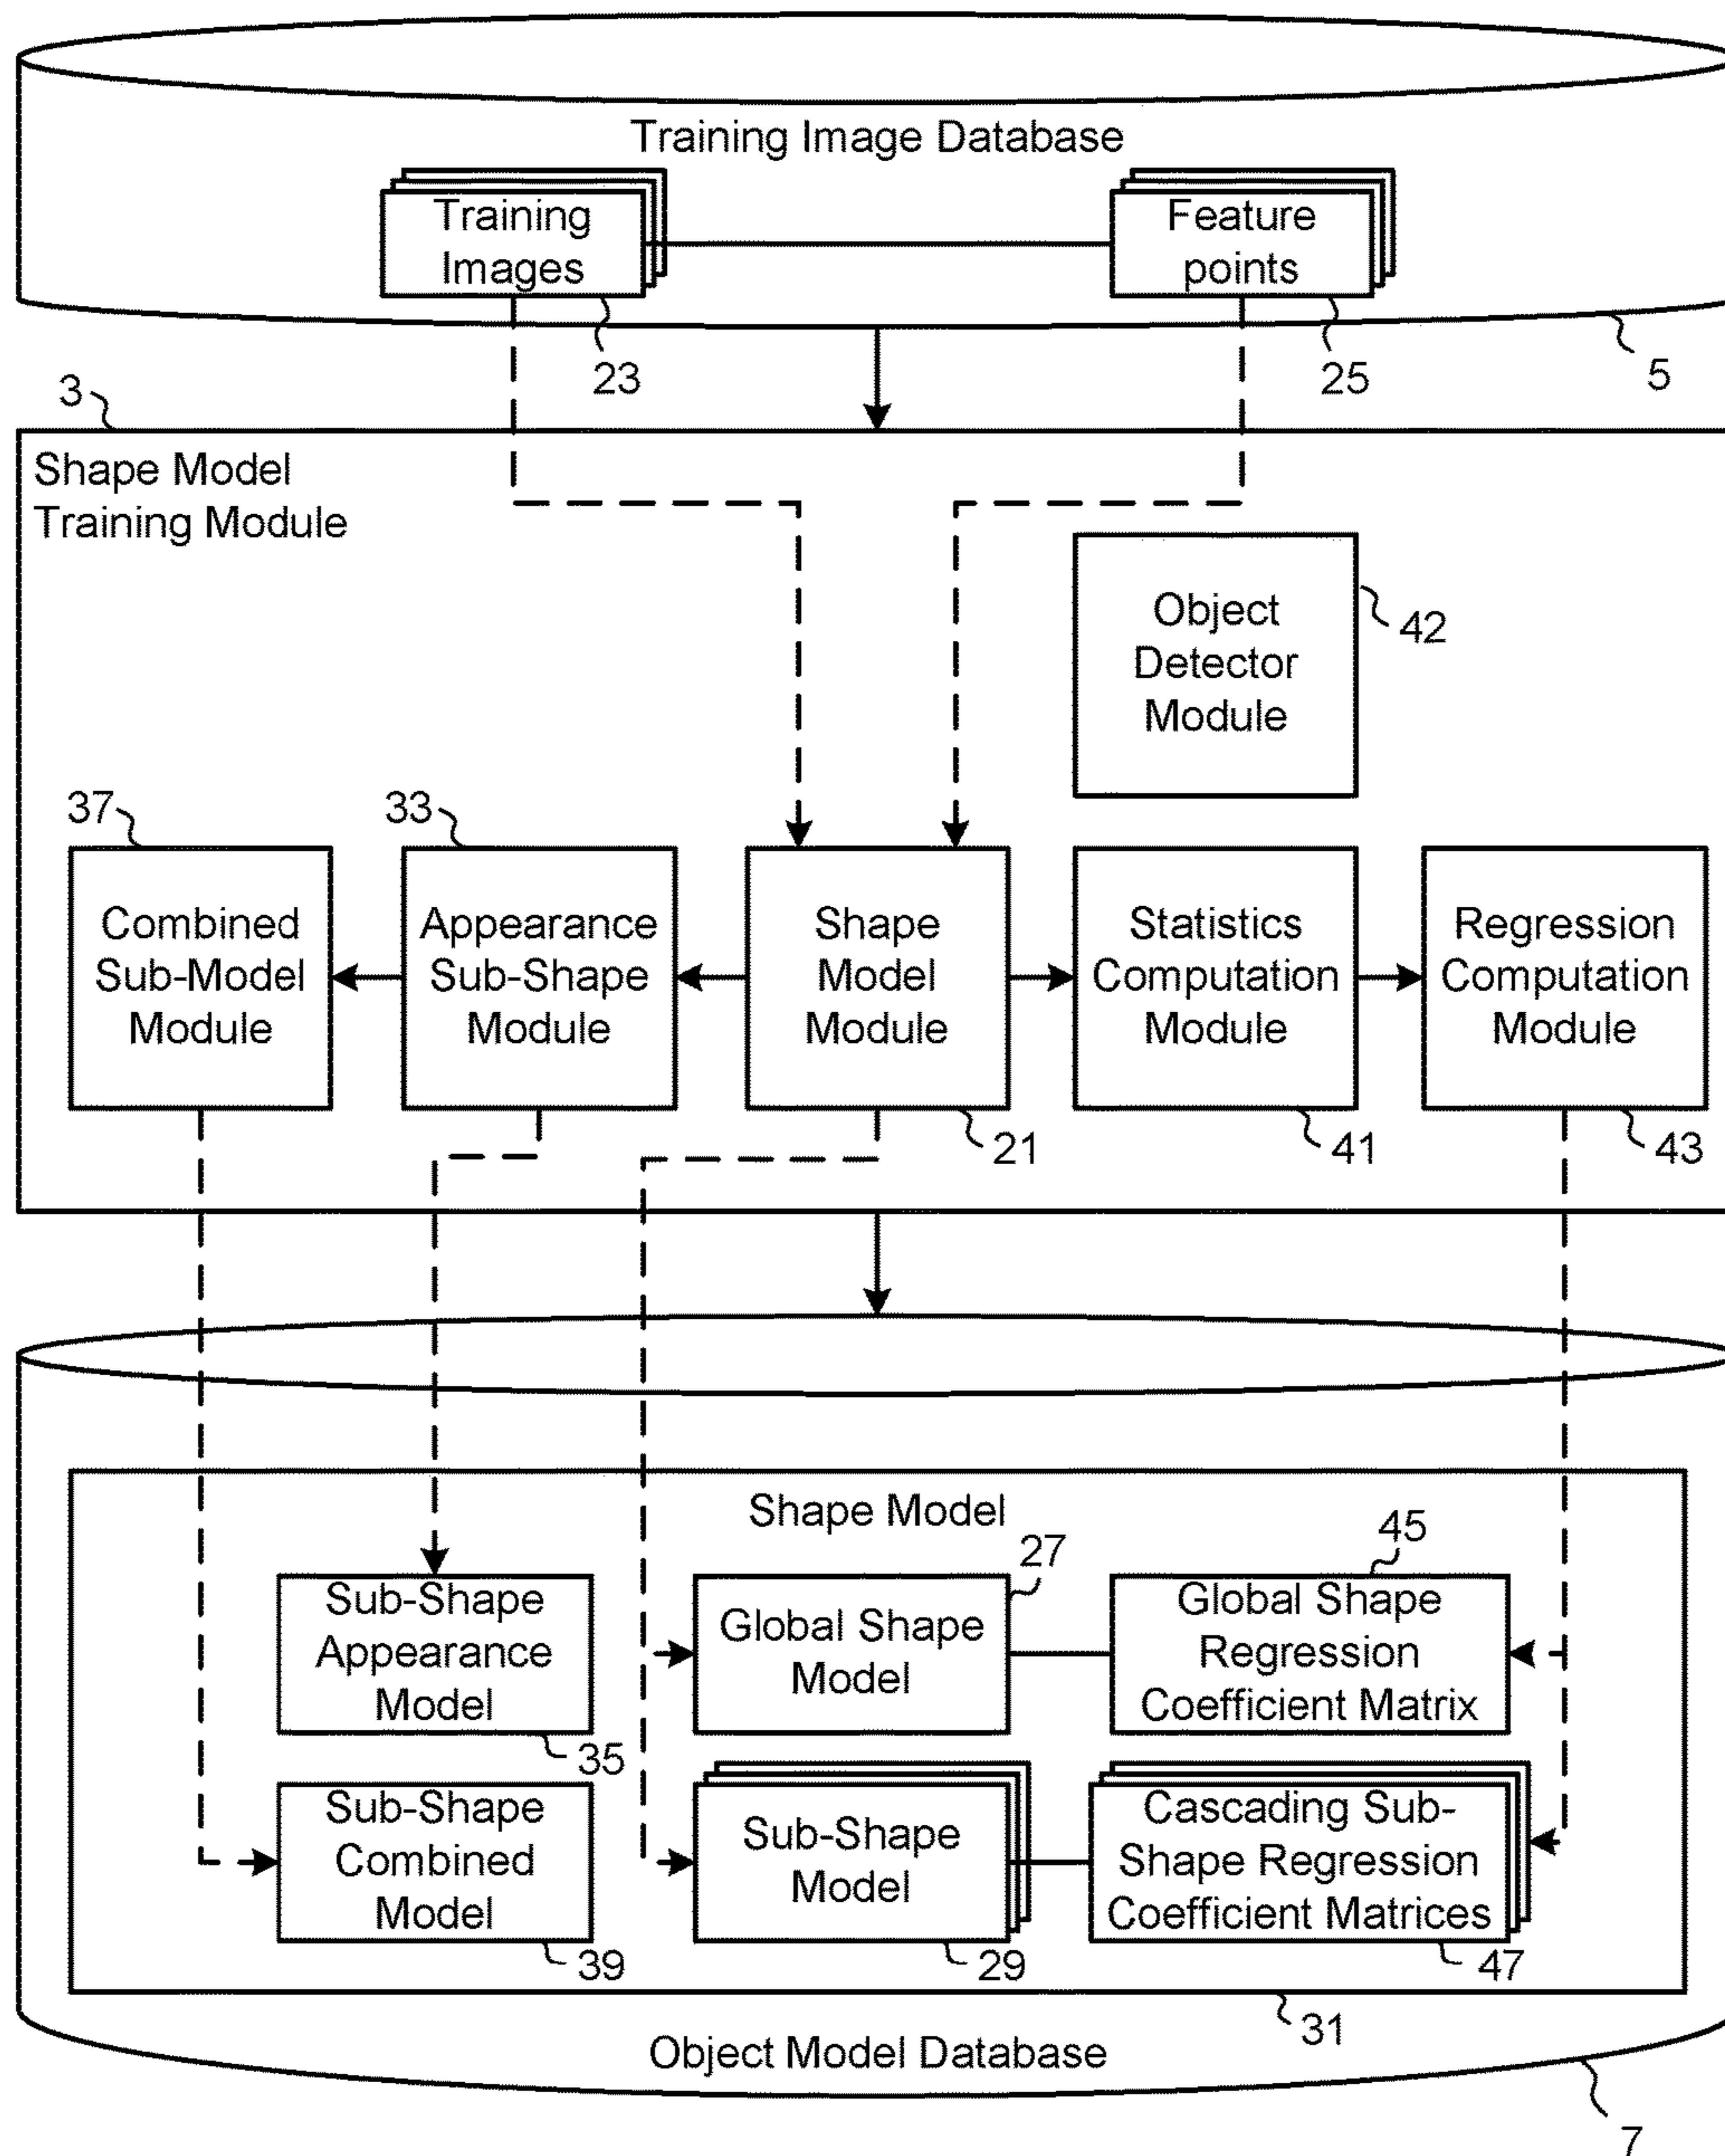 Training Image Database
Training
Images
Feature
points
23
25
5
3
Shape Model
Training Module
Object
Detector
Module
42
37
33
Combined
Sub-Model
Module
Appearance
Sub-Shape
Module
Shape
Model
Module
Statistics
Computation
Module
Regression
Computation
Module
21
41
43
Shape Model
27
45
Sub-Shape
Appearance
Model
Global Shape
Model
Global Shape
Regression
Coefficient Matrix
35
Sub-Shape
Combined
Model
Sub-Shape
Model
Cascading Sub-
Shape Regression
Coefficient Matrices
39
29
47
31
Object Model Database
7